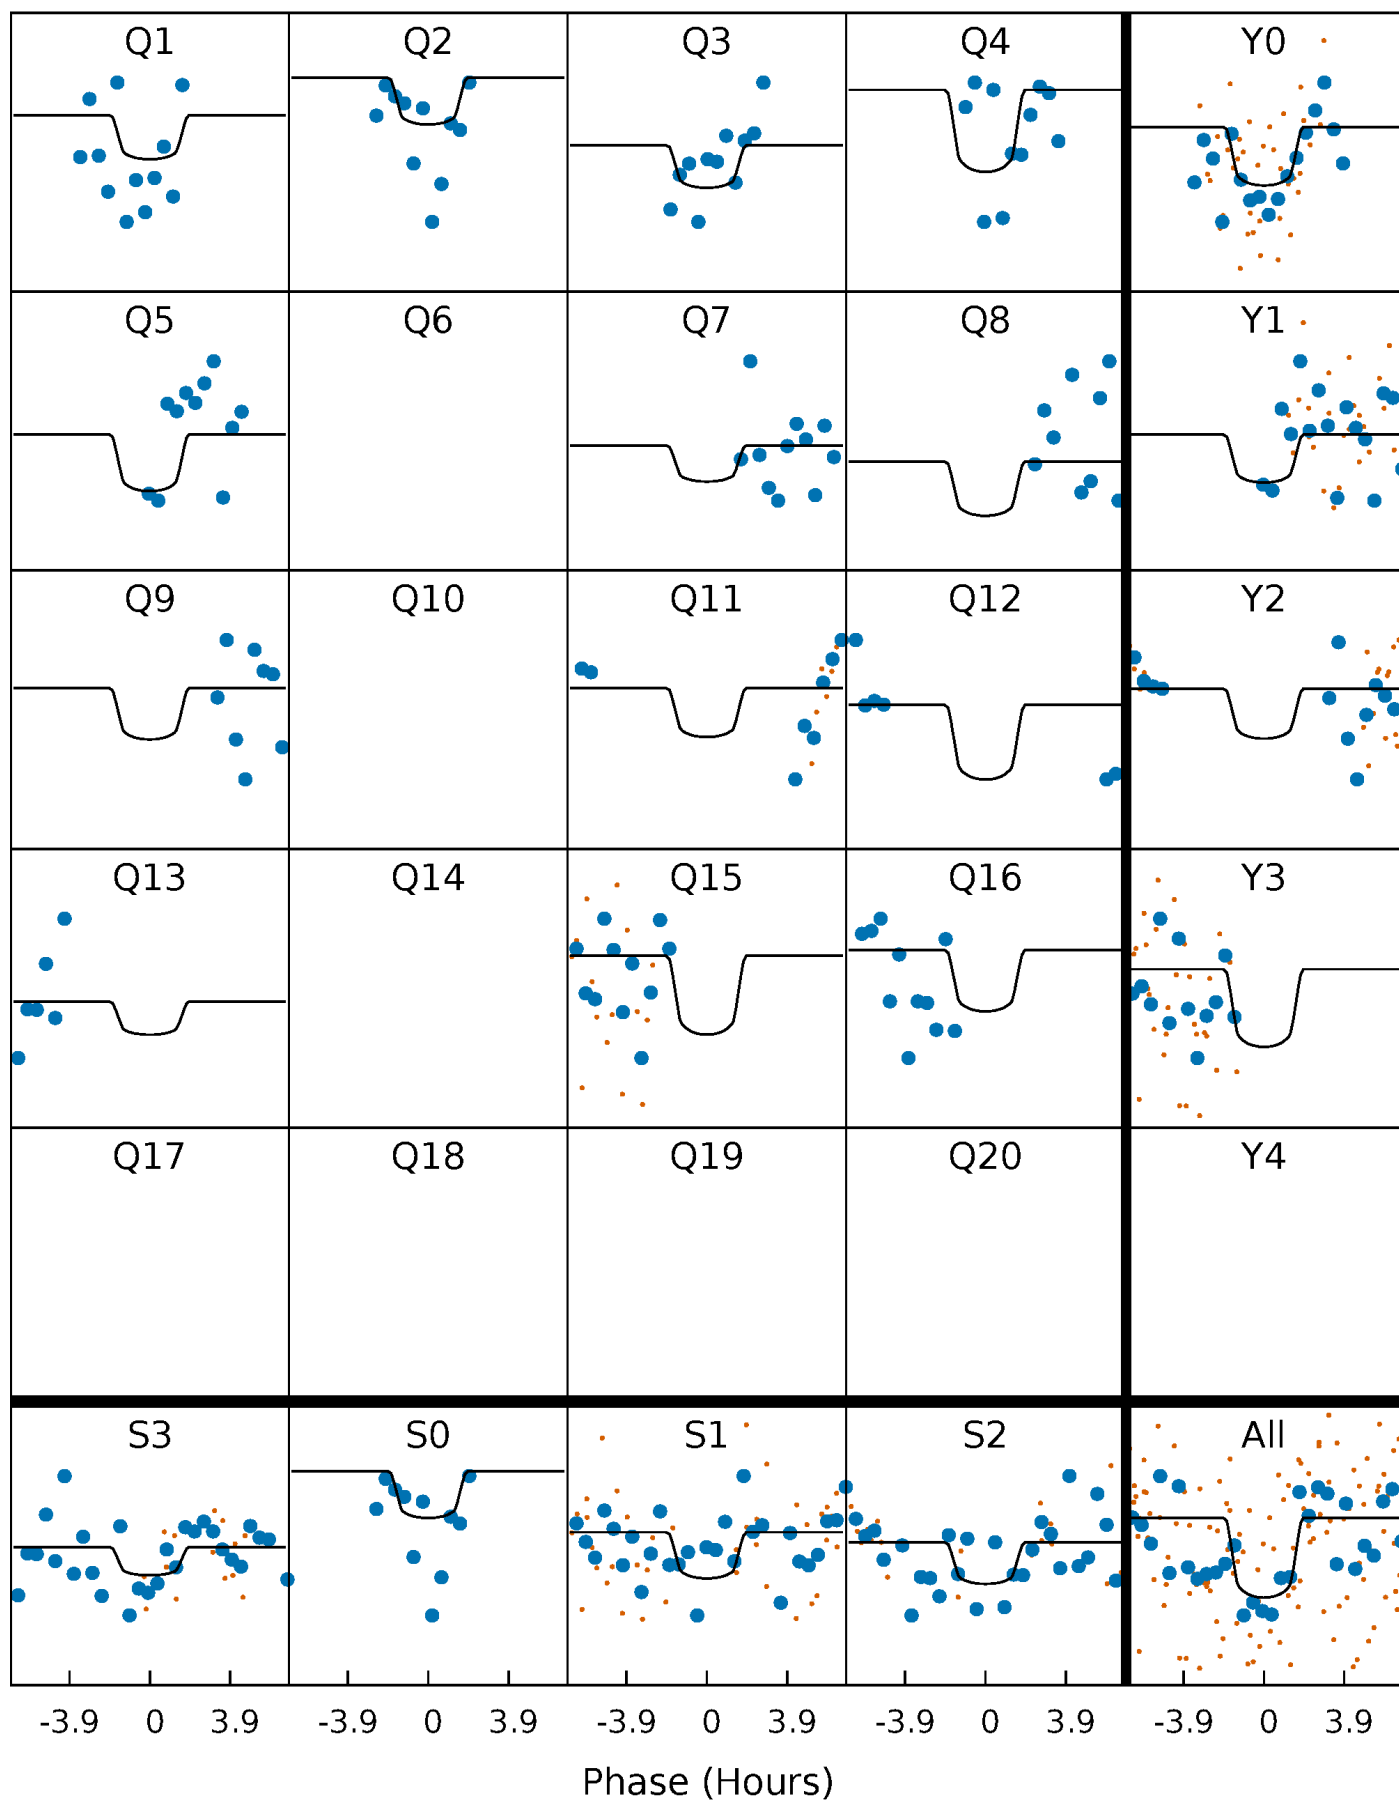 Q1 Q2 Q3 Q4 Y0
Q5 Q6 Q7 Q8 Y1
Q9 Q10 Q11 Q12 Y2
Q13 Q14 Q15 Q16 Y3
Q17 Q18 Q19 Q20 Y4
S3 S0 S1 S2 All
-3.9 0 3.9 -3.9 0 3.9 -3.9 0 3.9 -3.9 0 3.9 -3.9 0 3.9
Phase (Hours)